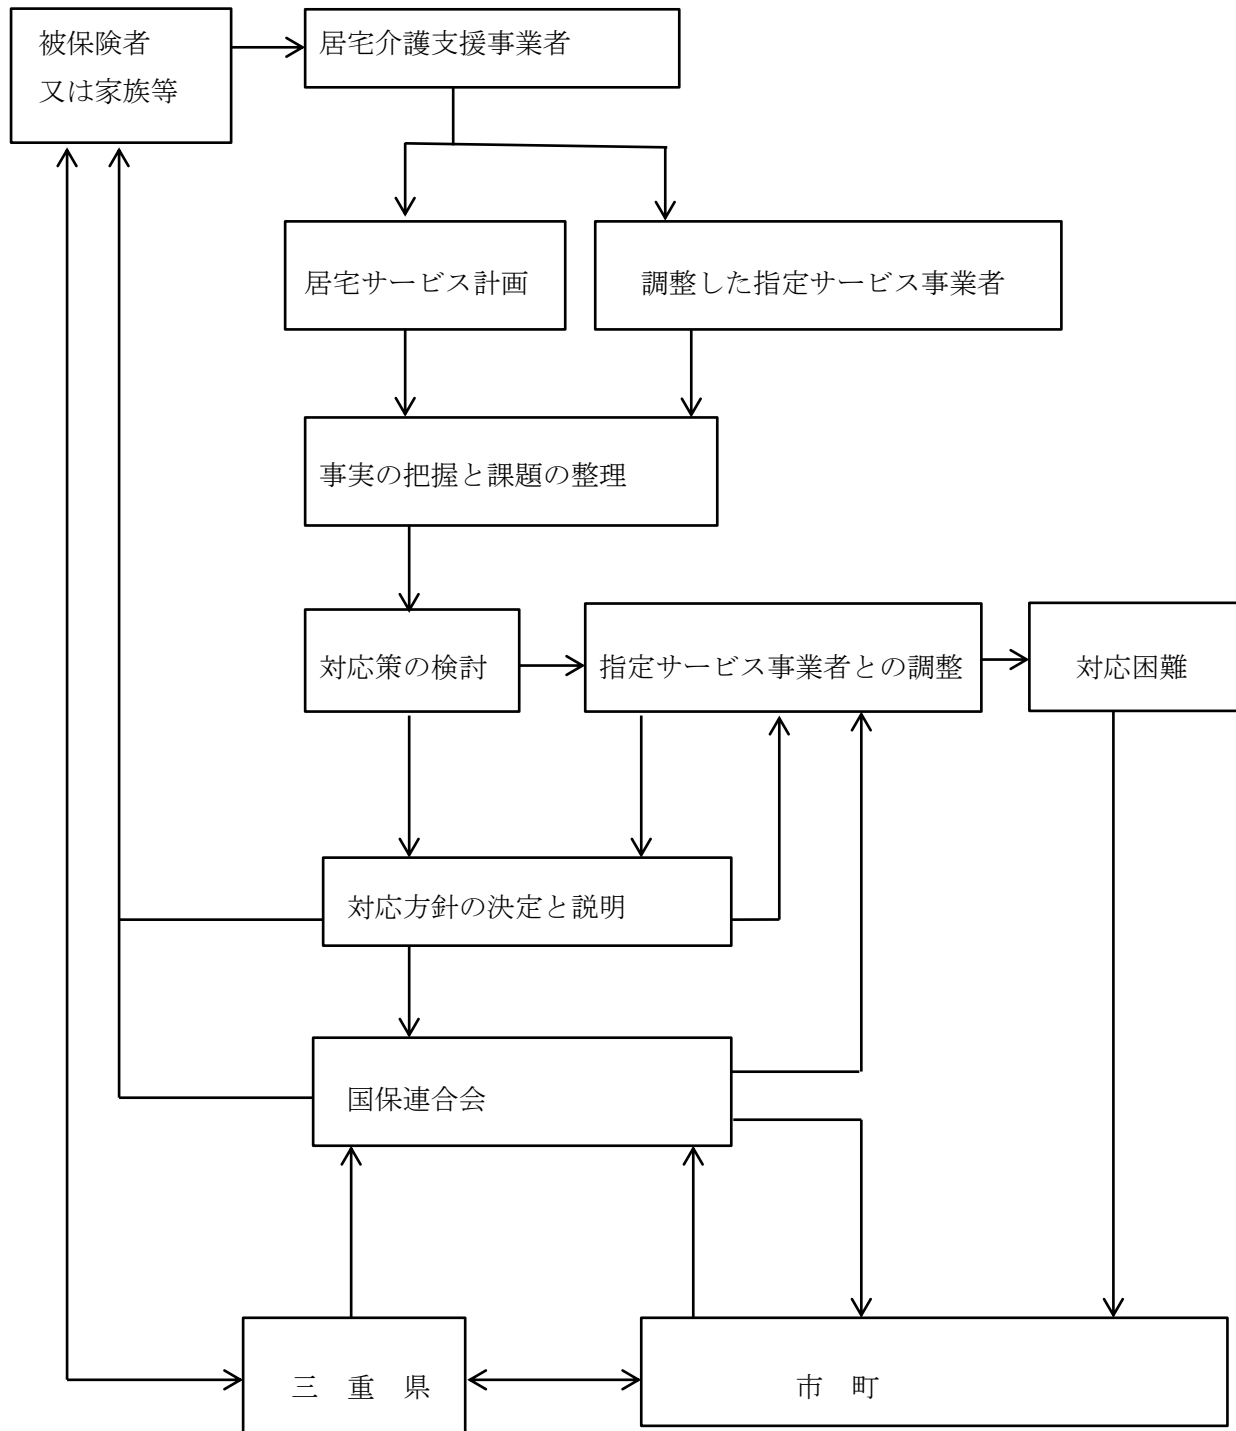 被保険者
又は家族等
居宅介護支援事業者
居宅サービス計画
調整した指定サービス事業者
事実の把握と課題の整理
対応策の検討
指定サービス事業者との調整
対応困難
対応方針の決定と説明
国保連合会
三　重　県
市　町